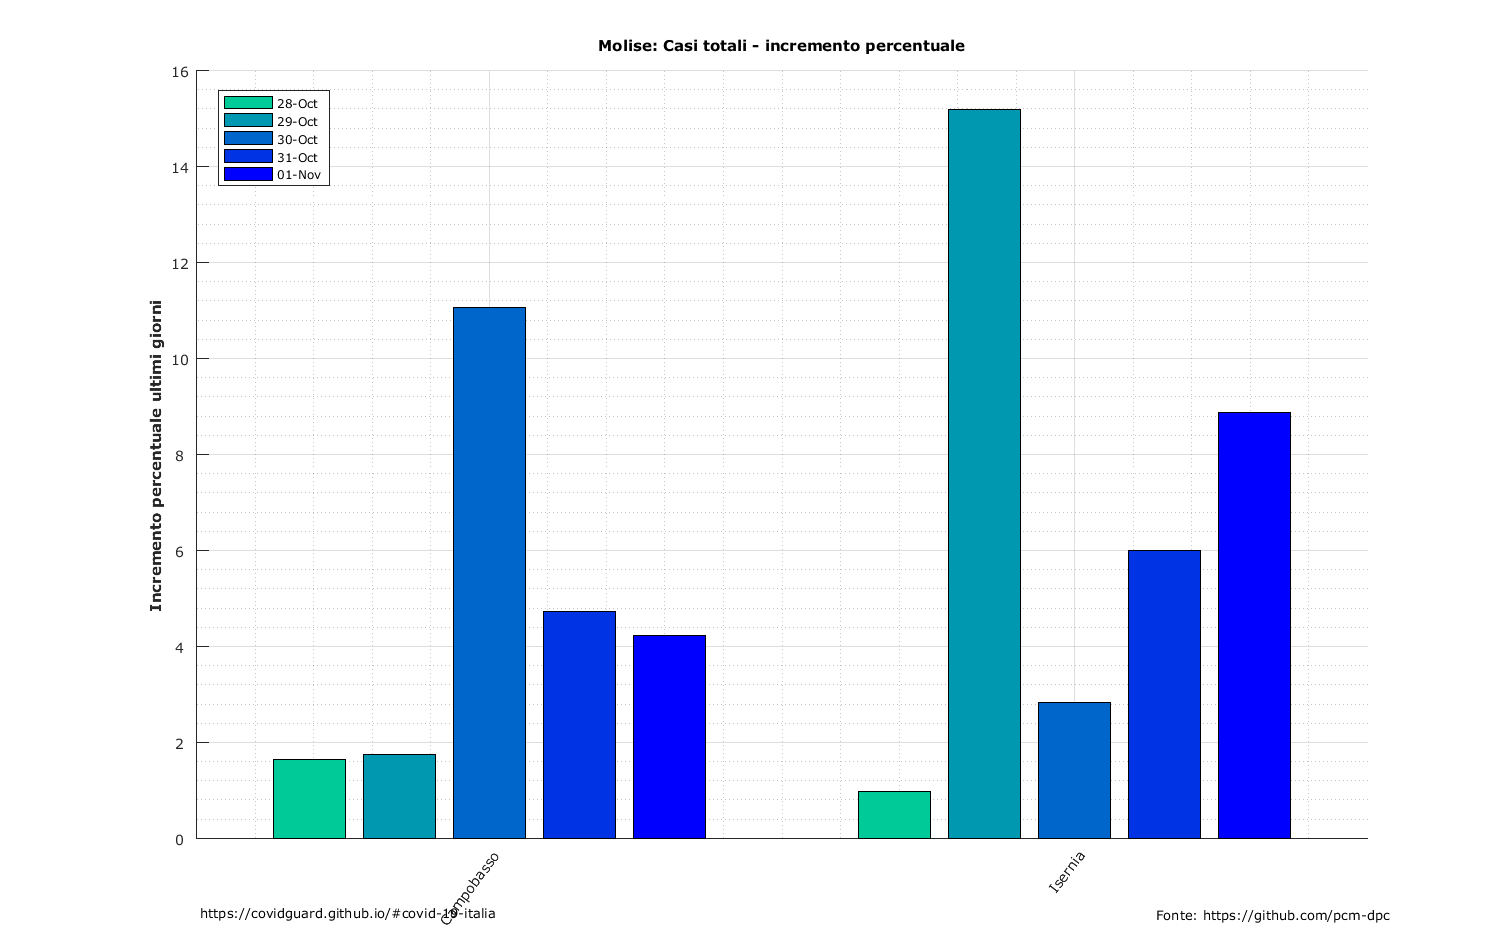 Molise: Casi totali - incremento percentuale
16
14
12
10
8
6
4
2
0
Incremento percentuale ultimi giorni
28-Oct
29-Oct
30-Oct
31-Oct
01-Nov
Campobasso
Isernia
https://covidguard.github.io/#covid-19-italia
Fonte: https://github.com/pcm-dpc